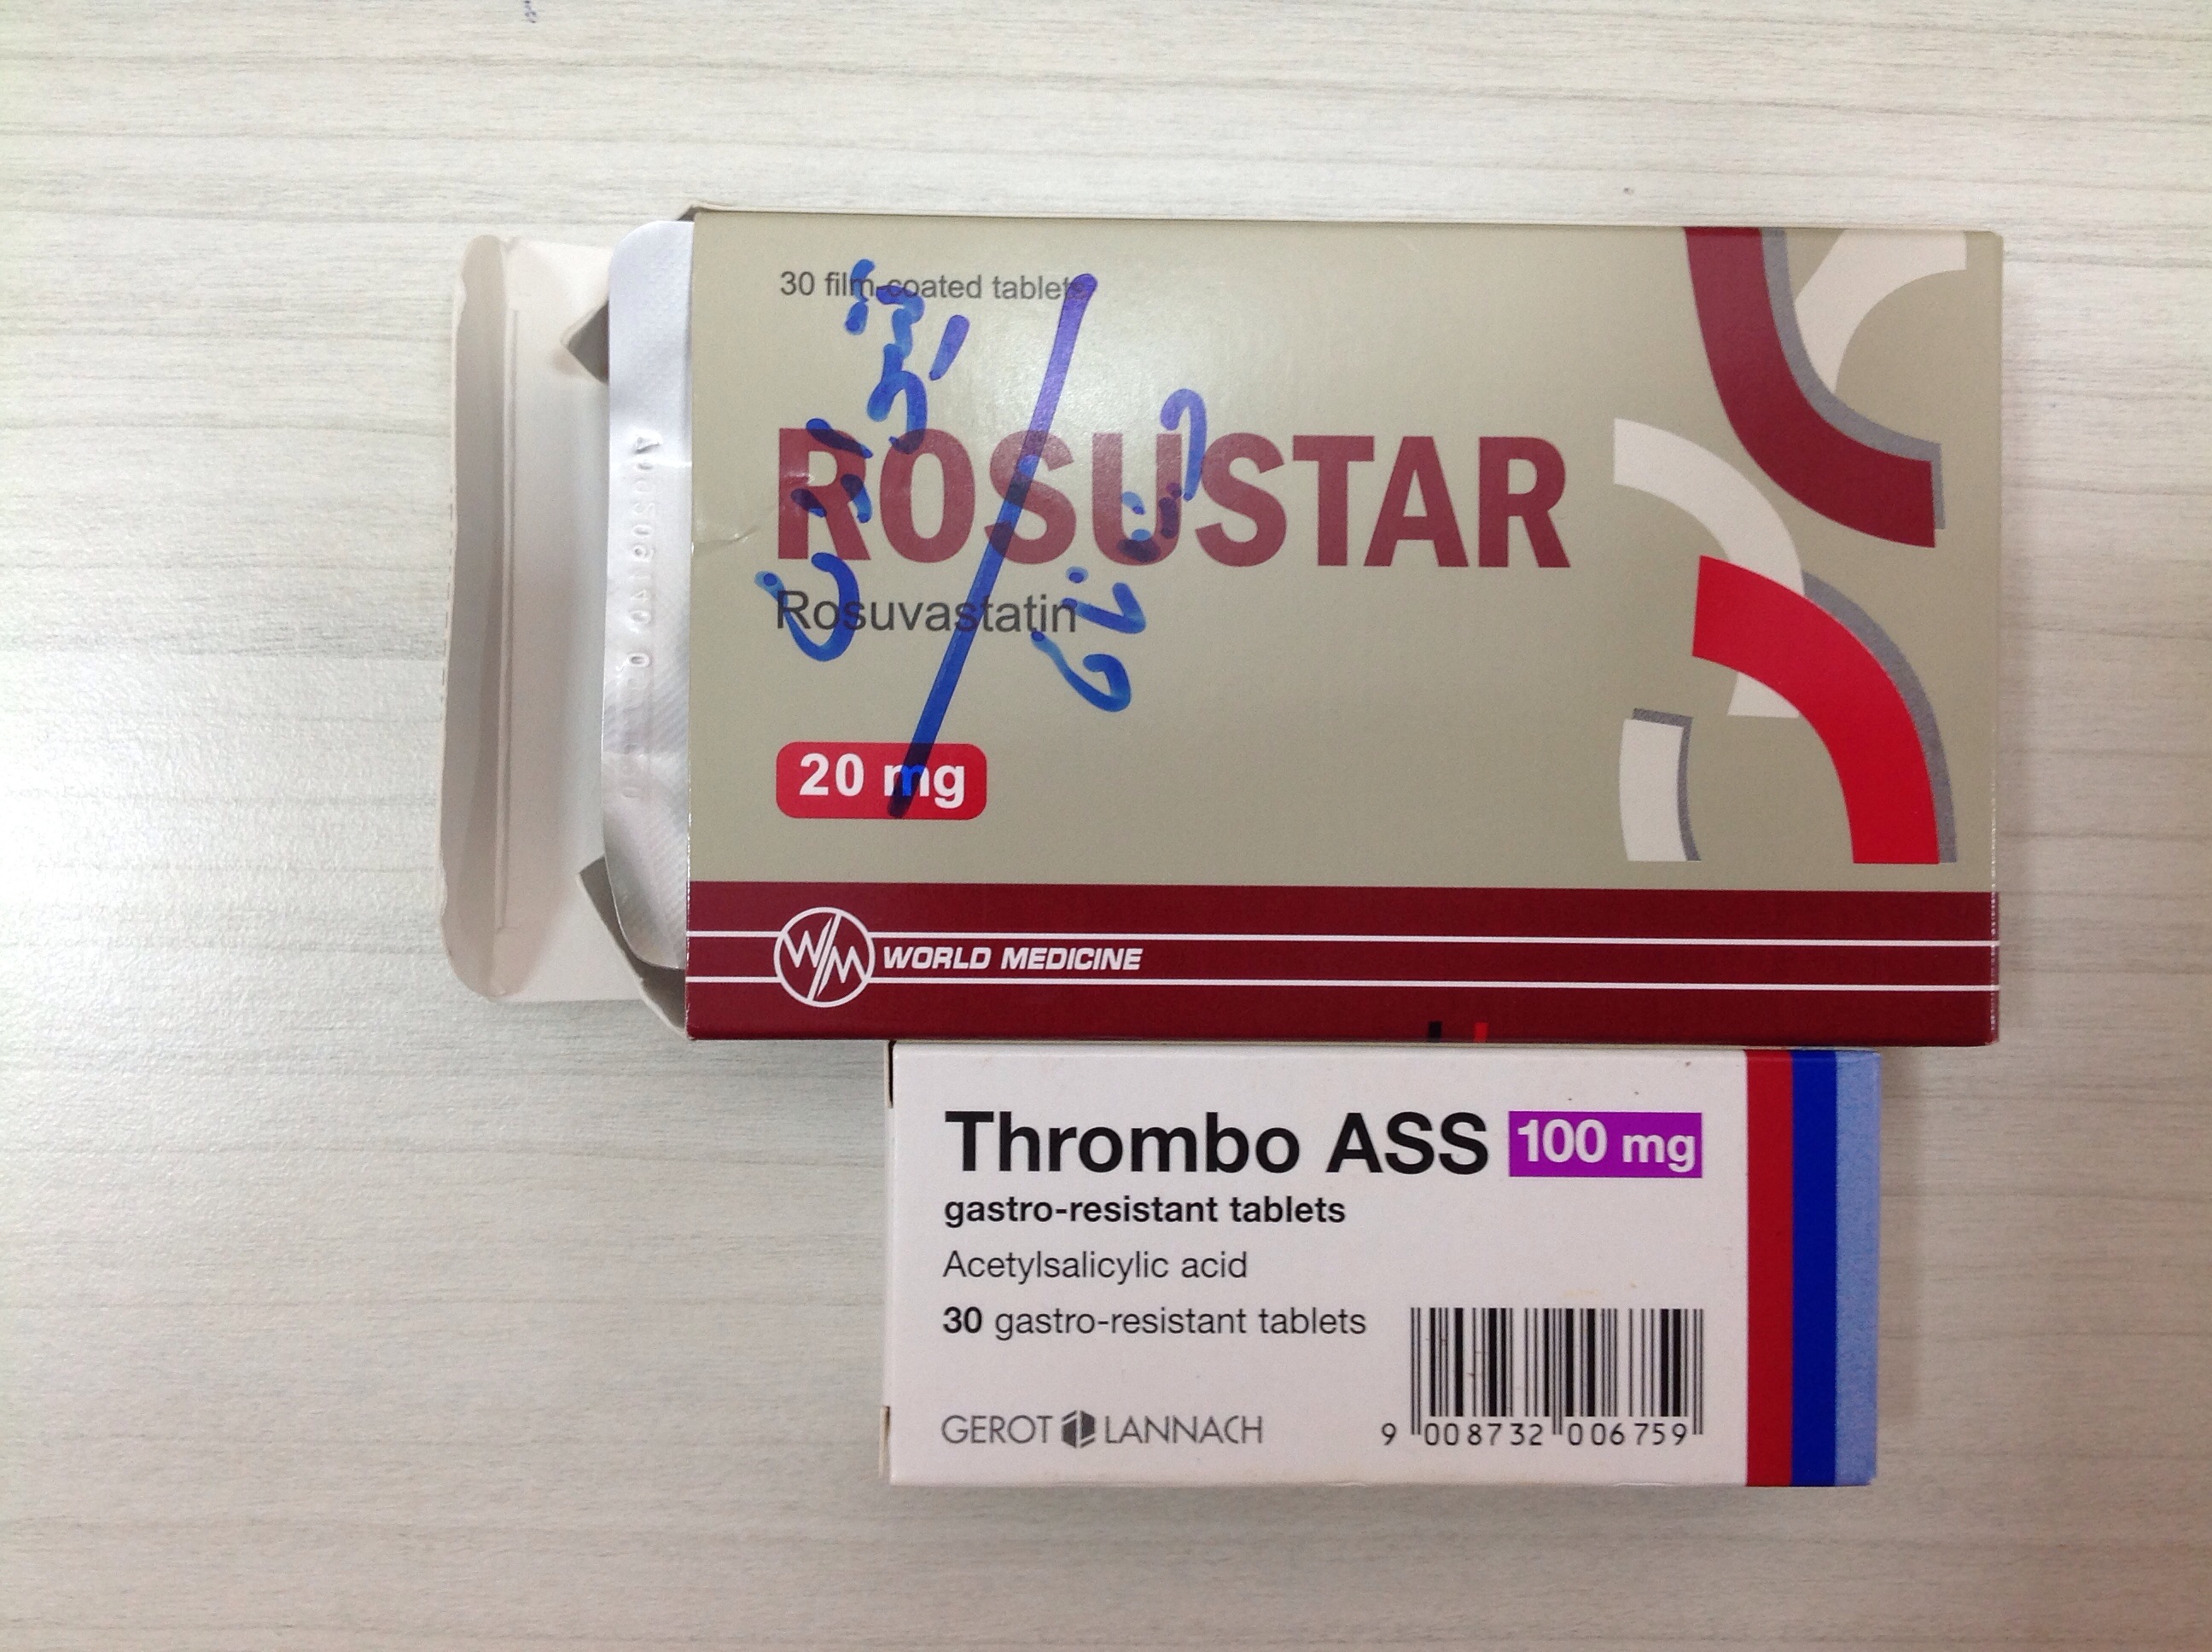 30 film-coated tablets
ROSUSTAR
Rosuvastatin
20 mg
WM WORLD MEDICINE
Thrombo ASS 100 mg
gastro-resistant tablets
Acetylsalicylic acid
30 gastro-resistant tablets
GEROT LANNACH
9 008732 006759